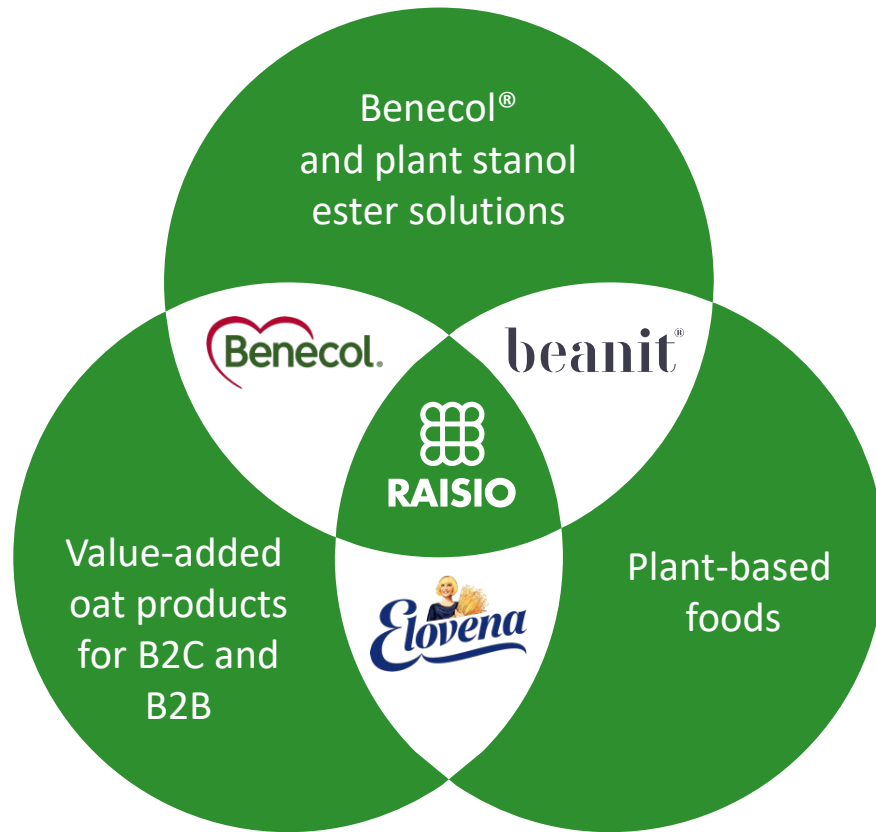 Benecol®
and plant stanol
ester solutions
Benecol®
beanit®
RAISIO
Value-added
oat products
for B2C and
B2B
Elovena
Plant-based
foods